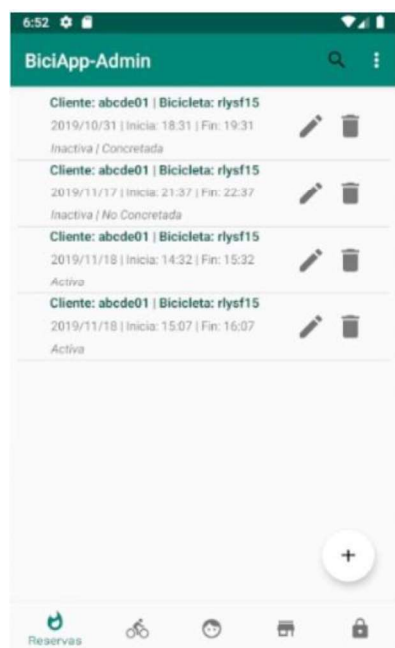 6:52
BiciApp-Admin
Cliente: abcde01 | Bicicleta: rlysf15
2019/10/31 | Inicia: 18:31 | Fin: 19:31
Inactiva | Concretada
Cliente: abcde01 | Bicicleta: rlysf15
2019/11/17 | Inicia: 21:37 | Fin: 22:37
Inactiva | No Concretada
Cliente: abcde01 | Bicicleta: rlysf15
2019/11/18 | Inicia: 14:32 | Fin: 15:32
Activa
Cliente: abcde01 | Bicicleta: rlysf15
2019/11/18 | Inicia: 15:07 | Fin: 16:07
Activa
Reservas